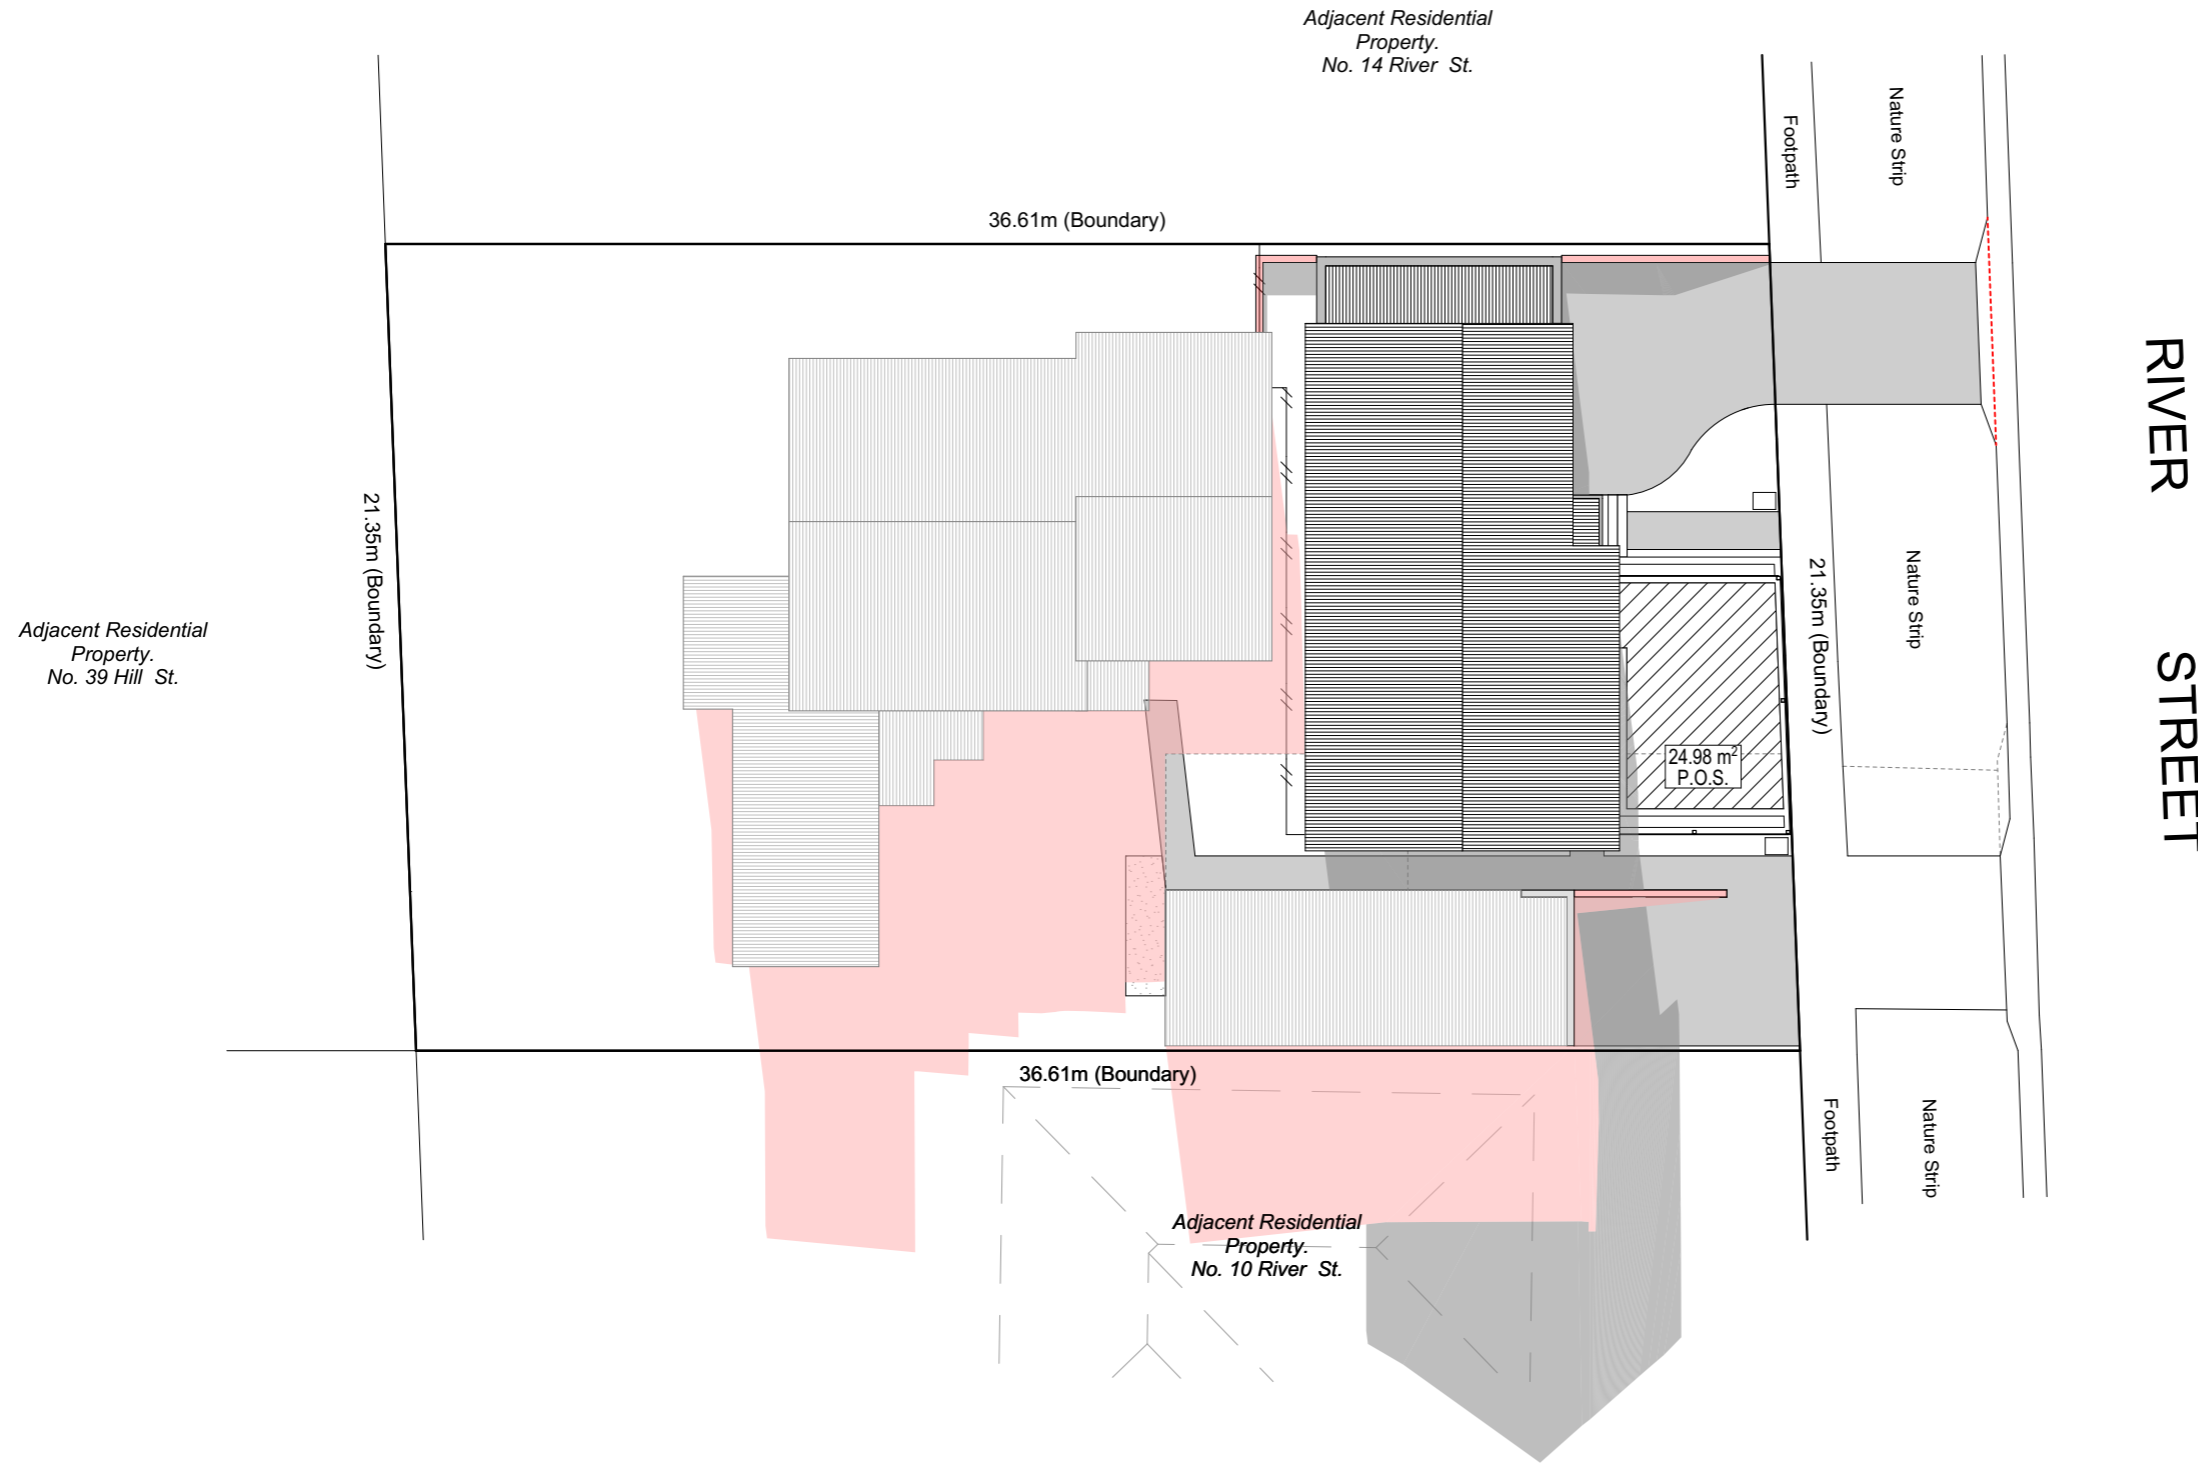 Adjacent Residential
Property.
No. 14 River St.
Nature Strip
Footpath
36.61m (Boundary)
RIVER STREET
21.35m (Boundary)
Nature Strip
21.35m (Boundary)
Adjacent Residential
Property.
No. 39 Hill St.
24.98 m²
P.O.S.
36.61m (Boundary)
Footpath
Nature Strip
Adjacent Residential
Property.
No. 10 River St.